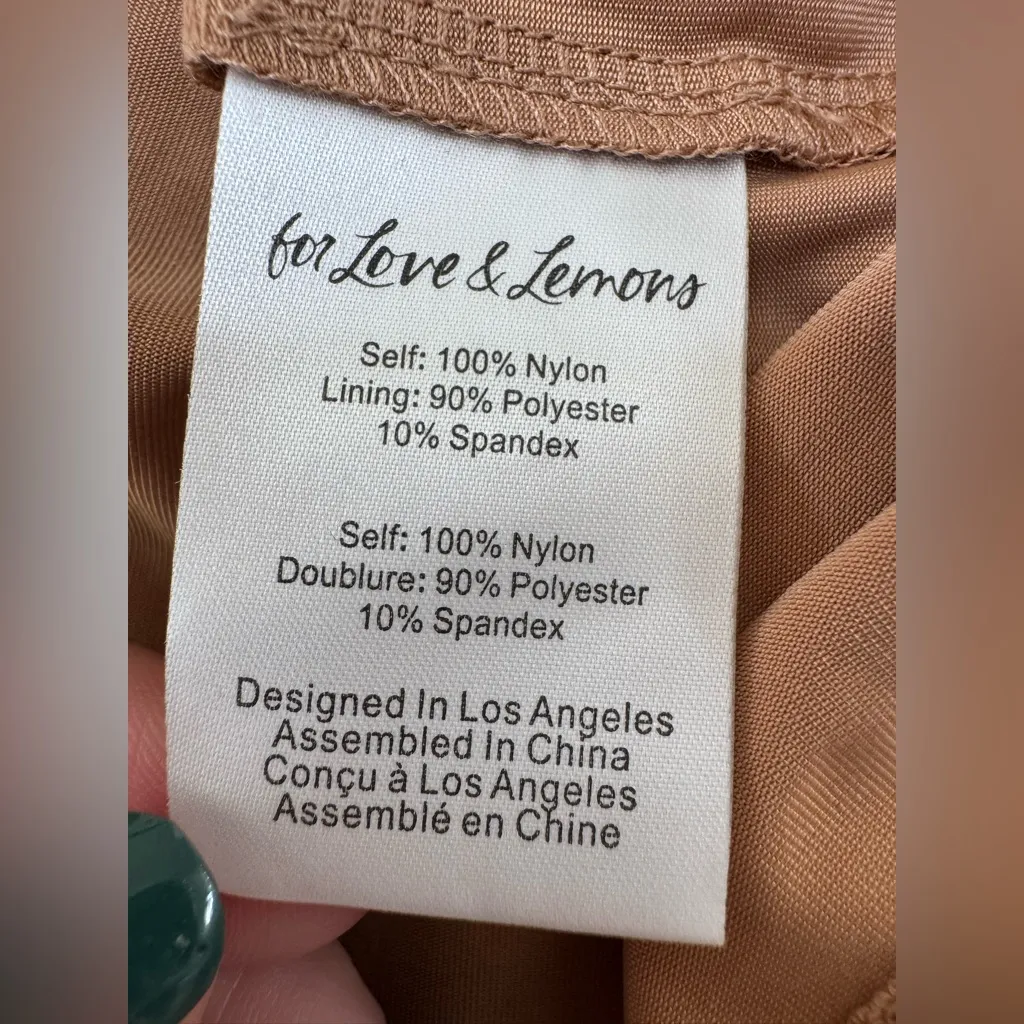 for Love & Lemons
Self: 100% Nylon
Lining: 90% Polyester
10% Spandex
Self: 100% Nylon
Doublure: 90% Polyester
10% Spandex
Designed In Los Angeles
Assembled In China
Conçu à Los Angeles
Assemblé en Chine